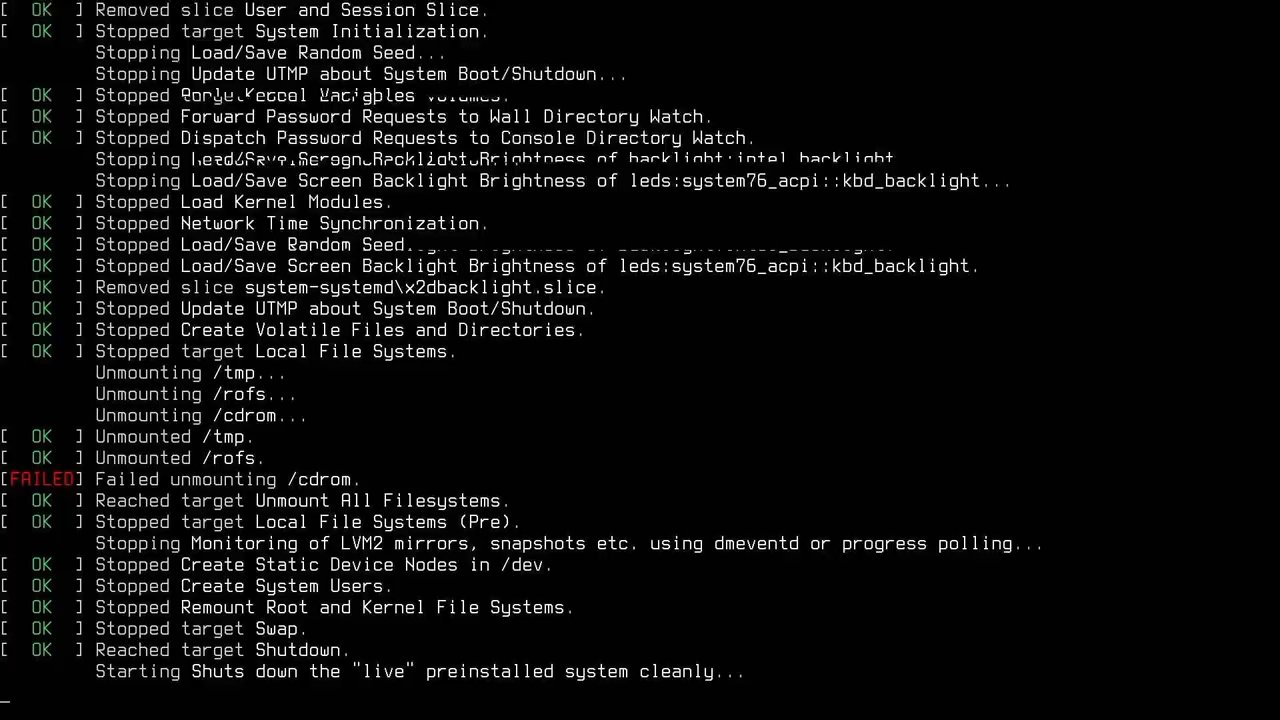 [  OK  ] Removed slice User and Session Slice.
[  OK  ] Stopped target System Initialization.
Stopping Load/Save Random Seed...
Stopping Update UTMP about System Boot/Shutdown...
[  OK  ] Stopped
[  OK  ] Stopped Forward Password Requests to Wall Directory Watch.
[  OK  ] Stopped Dispatch Password Requests to Console Directory Watch.
Stopping Load/Save Screen Backlight Brightness of backlight:intel_backlight
Stopping Load/Save Screen Backlight Brightness of leds:system76_acpi::kbd_backlight...
[  OK  ] Stopped Load Kernel Modules.
[  OK  ] Stopped Network Time Synchronization.
[  OK  ] Stopped Load/Save Random Seed.
[  OK  ] Stopped Load/Save Screen Backlight Brightness of leds:system76_acpi::kbd_backlight.
[  OK  ] Removed slice system-systemd\x2dbacklight.slice.
[  OK  ] Stopped Update UTMP about System Boot/Shutdown.
[  OK  ] Stopped Create Volatile Files and Directories.
[  OK  ] Stopped target Local File Systems.
Unmounting /tmp...
Unmounting /rofs...
Unmounting /cdrom...
[  OK  ] Unmounted /tmp.
[  OK  ] Unmounted /rofs.
[FAILED] Failed unmounting /cdrom.
[  OK  ] Reached target Unmount All Filesystems.
[  OK  ] Stopped target Local File Systems (Pre).
Stopping Monitoring of LVM2 mirrors, snapshots etc. using dmeventd or progress polling...
[  OK  ] Stopped Create Static Device Nodes in /dev.
[  OK  ] Stopped Create System Users.
[  OK  ] Stopped Remount Root and Kernel File Systems.
[  OK  ] Stopped target Swap.
[  OK  ] Reached target Shutdown.
Starting Shuts down the "live" preinstalled system cleanly...